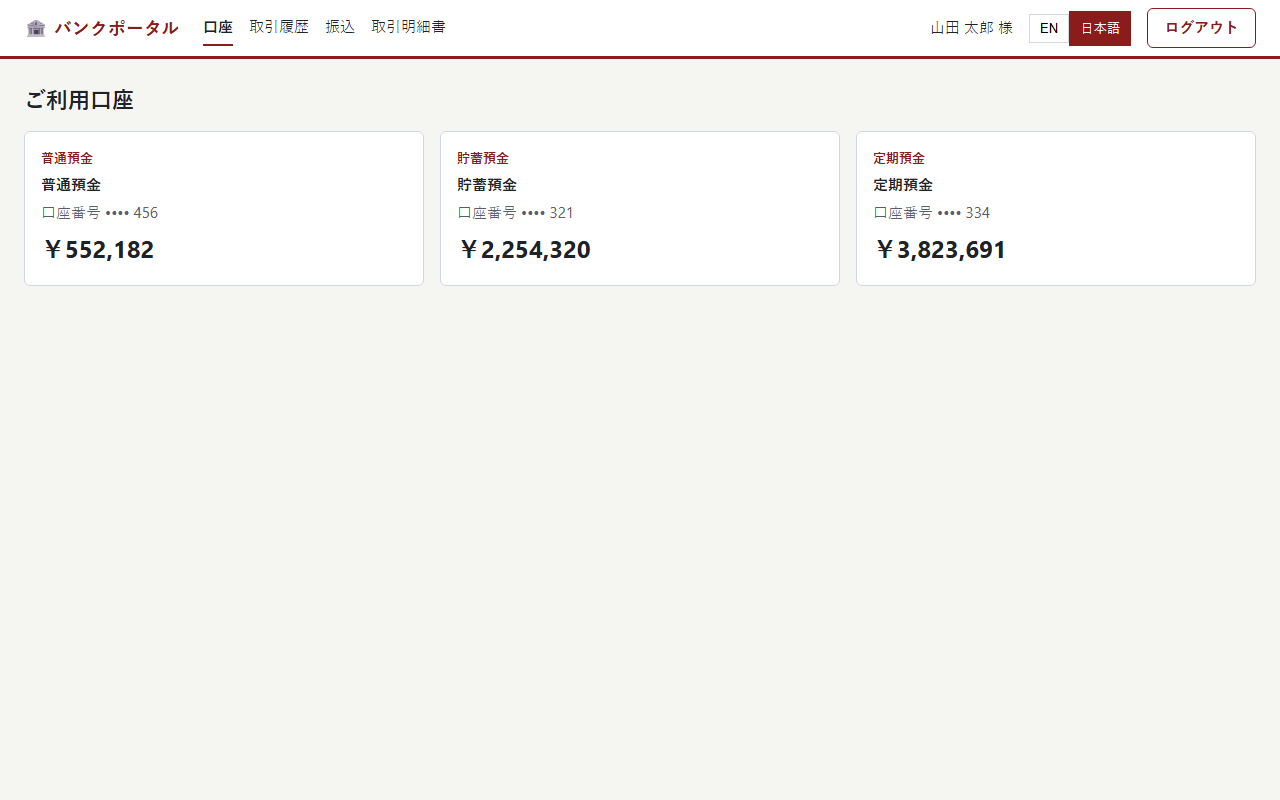 バンクポータル 口座 取引履歴 振込 取引明細書 山田 太郎 様 EN 日本語 ログアウト
ご利用口座
普通預金
普通預金
口座番号 •••• 456
￥552,182
貯蓄預金
貯蓄預金
口座番号 •••• 321
￥2,254,320
定期預金
定期預金
口座番号 •••• 334
￥3,823,691